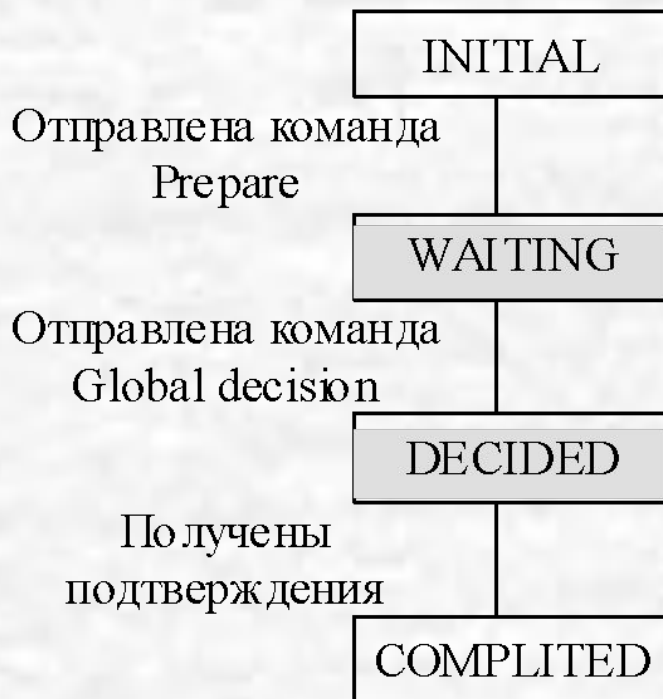 INITIAL
Отправлена команда
Prepare
WAITING
Отправлена команда
Global decision
DECIDED
Получены
подтверждения
COMPLITED